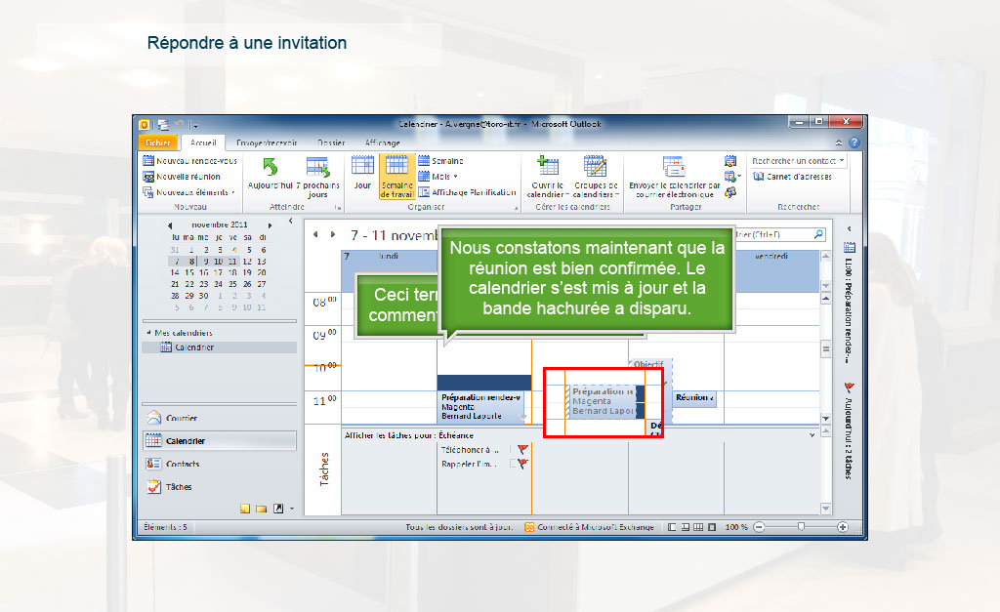 Répondre à une invitation
Calendrier - A.vergne@toro-it.fr - Microsoft Outlook
Fichier Accueil Envoyer/recevoir Dossier Affichage
Nouveau rendez-vous
Nouvelle réunion
Nouveaux éléments
Nouveau
Aujourd'hui
7 prochains
jours
Atteindre
Jour
Semaine
de travail
Semaine
Mois
Affichage Planification
Organiser
Ouvrir le
calendrier
Groupes de
calendriers
Gérer les calendriers
Envoyer le calendrier par
courrier électronique
Partager
Rechercher un contact
Carnet d'adresses
Rechercher
novembre 2011
lu ma me je ve sa di
31 1 2 3 4 5 6
7 8 9 10 11 12 13
14 15 16 17 18 19 20
21 22 23 24 25 26 27
28 29 30 1 2 3 4
5 6 7 8 9 10 11
Mes calendriers
Calendrier
Courrier
Calendrier
Contacts
Tâches
7 - 11 novem
(Ctrl+E)
7 lundi
vendredi
Nous constatons maintenant que la
réunion est bien confirmée. Le
calendrier s'est mis à jour et la
bande hachurée a disparu.
Ceci ter
commen
08 00
09 00
10 00
11 00
Objectif
Préparation rendez-v
Magenta
Bernard Laporte
Préparation re
Magenta
Bernard Lapor
Réunion
Dé
Afficher les tâches pour : Échéance
Tâches
Téléphoner à ...
Rappeler l'im...
11:00 : Préparation rendez-...
Aujourd'hui : 2 tâches
Éléments : 5
Tous les dossiers sont à jour.
Connecté à Microsoft Exchange
100 %